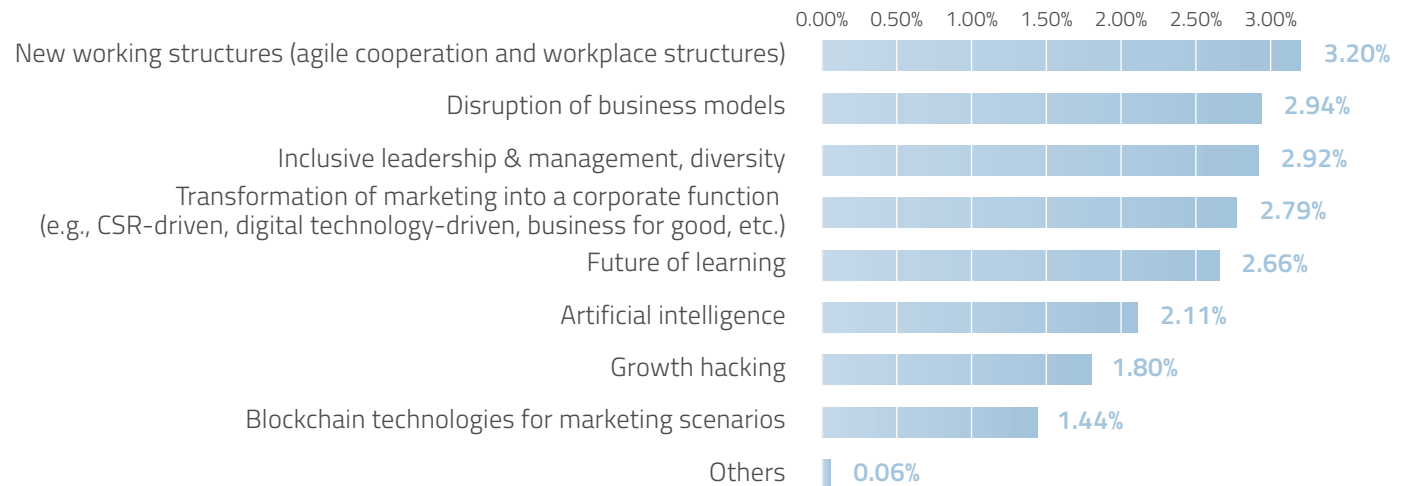 0.00% 0.50% 1.00% 1.50% 2.00% 2.50% 3.00%
New working structures (agile cooperation and workplace structures) 3.20%
Disruption of business models 2.94%
Inclusive leadership & management, diversity 2.92%
Transformation of marketing into a corporate function
(e.g., CSR-driven, digital technology-driven, business for good, etc.) 2.79%
Future of learning 2.66%
Artificial intelligence 2.11%
Growth hacking 1.80%
Blockchain technologies for marketing scenarios 1.44%
Others 0.06%